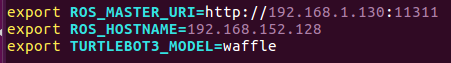 export ROS_MASTER_URI=http://192.168.1.130:11311
export ROS_HOSTNAME=192.168.152.128
export TURTLEBOT3_MODEL=waffle